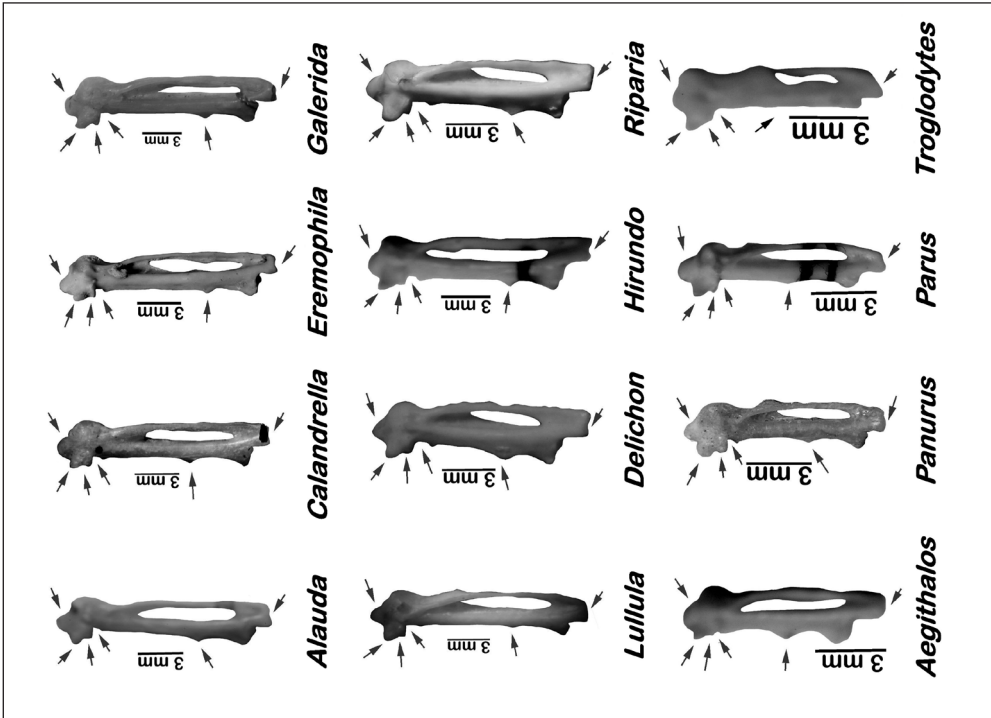 3 mm
Alauda
3 mm
Calandrella
3 mm
Eremophila
3 mm
Galerida
3 mm
Lullula
3 mm
Delichon
3 mm
Hirundo
3 mm
Riparia
3 mm
Aegithalos
3 mm
Panurus
3 mm
Parus
3 mm
Troglodytes